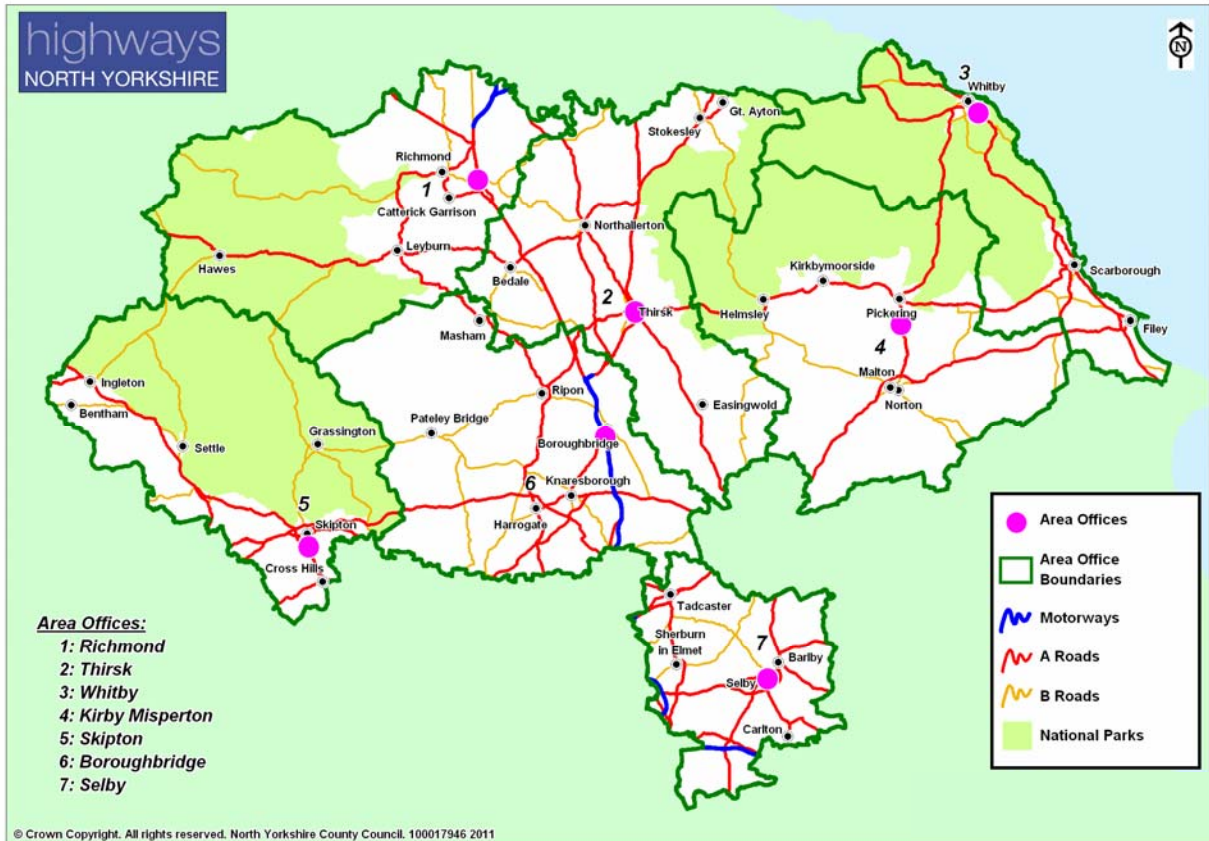 highways
NORTH YORKSHIRE
N
3
Whitby
Gt. Ayton
Stokesley
Richmond
1
Catterick Garrison
Northallerton
Leyburn
Hawes
Bedale
Kirkbymoorside
Scarborough
2
Thirsk
Helmsley
Pickering
Masham
Filey
4
Malton
Norton
Ingleton
Bentham
Ripon
Easingwold
Pateley Bridge
Grassington
Settle
Boroughbridge
6
Knaresborough
Harrogate
5
Skipton
Cross Hills
Tadcaster
Sherburn
in Elmet
7
Barlby
Selby
Carlton
Area Offices
Area Office
Boundaries
Motorways
A Roads
B Roads
National Parks
Area Offices:
1: Richmond
2: Thirsk
3: Whitby
4: Kirby Misperton
5: Skipton
6: Boroughbridge
7: Selby
© Crown Copyright. All rights reserved. North Yorkshire County Council. 100017946 2011